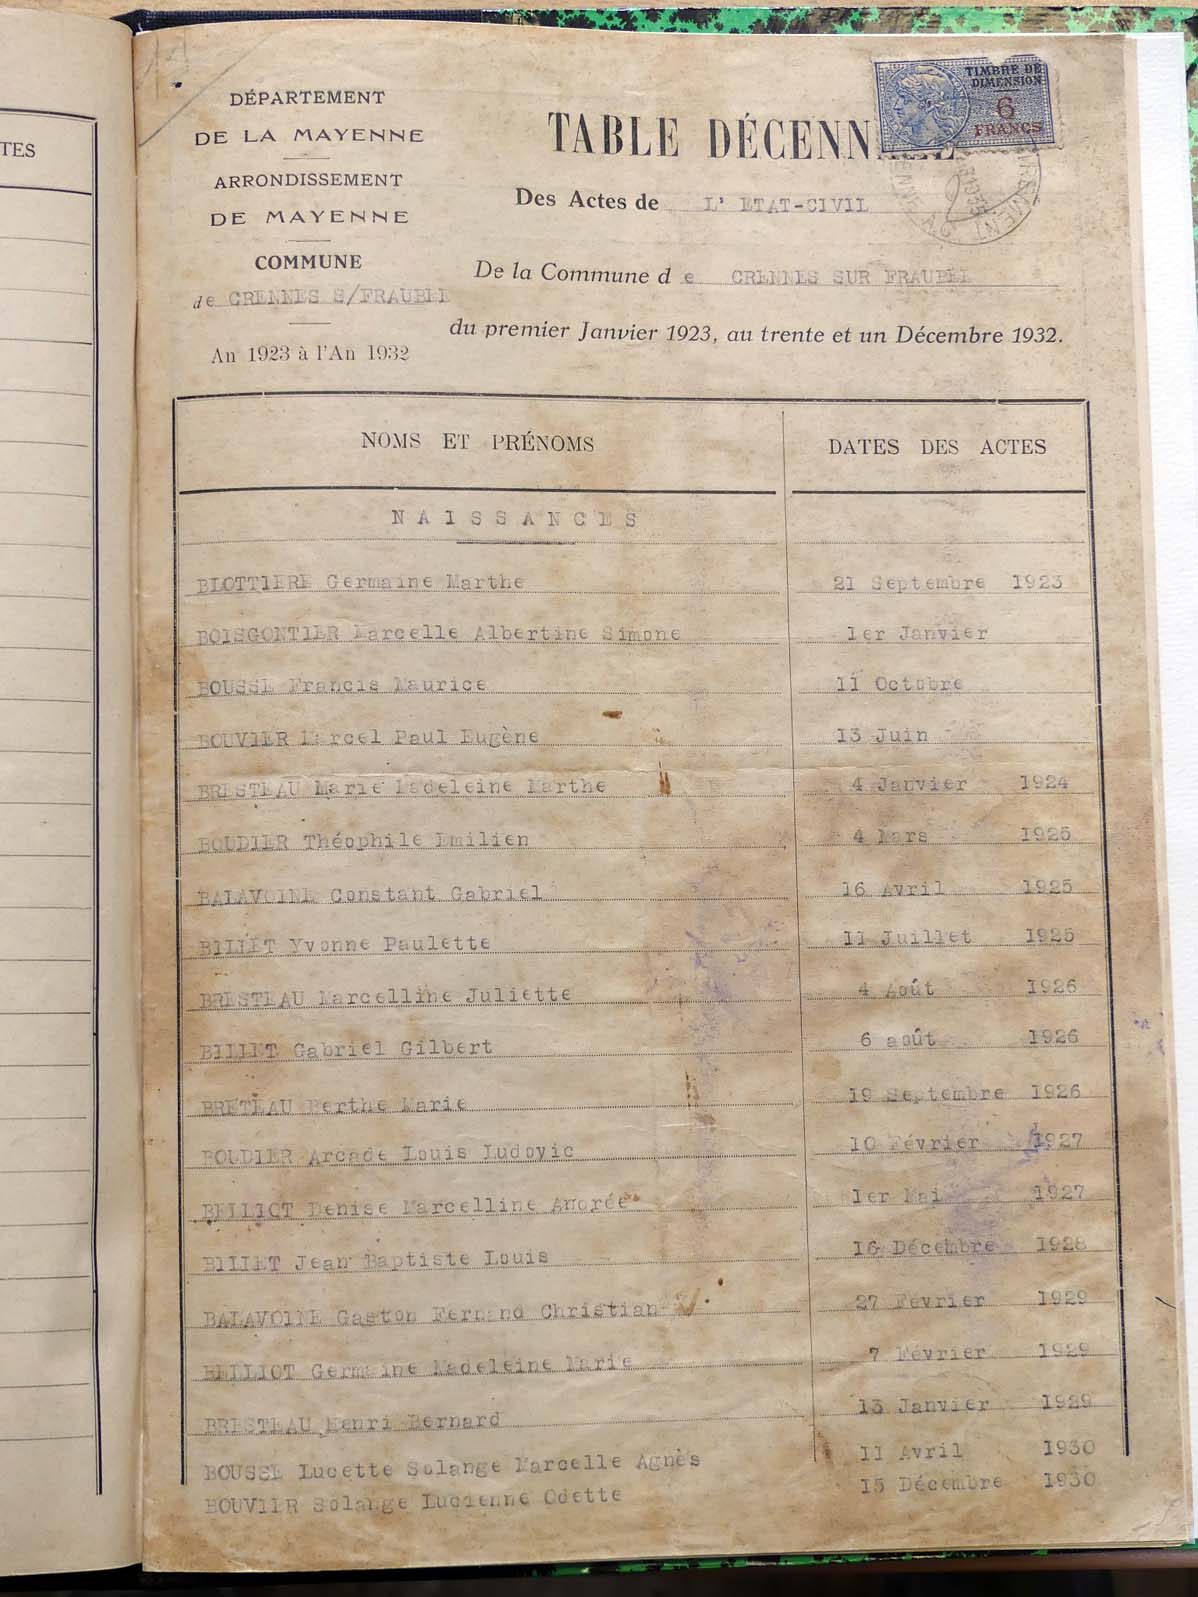 TES
DÉPARTEMENT
DE LA MAYENNE
ARRONDISSEMENT
DE MAYENNE
COMMUNE
de CRENNES S/FRAUBEE
An 1923 à l'An 1932
TIMBRE DE
DIMENSION
6
FRANCS
TABLE DÉCENN
Des Actes de L' ETAT-CIVIL
De la Commune de CRENNES SUR FRAUBEE
du premier Janvier 1923, au trente et un Décembre 1932.
NOMS ET PRÉNOMS DATES DES ACTES
NAISSANCES
BLOTTIERE Germaine Marthe 21 Septembre 1923
BOISGONTIER Marcelle Albertine Simone 1er Janvier
BOUSSE Francis Maurice 11 Octobre
BOUVIER Marcel Paul Eugène 13 Juin
BRESTEAU Marie Madeleine Marthe 4 Janvier 1924
BOUDIER Théophile Emilien 4 Mars 1925
BALAVOINE Constant Gabriel 16 Avril 1925
BILLET Yvonne Paulette 11 Juillet 1925
BRESTEAU Marcelline Juliette 4 Août 1926
BILLET Gabriel Gilbert 6 août 1926
BRETEAU Berthe Marie 19 Septembre 1926
BOUDIER Arcade Louis Ludovic 10 Février 1927
BELLIOT Denise Marcelline Andrée 1er Mai 1927
BILLET Jean Baptiste Louis 16 Décembre 1928
BALAVOINE Gaston Fernand Christian 27 Février 1929
BELLIOT Germaine Madeleine Marie 7 Février 1929
BRESTEAU Henri Bernard 13 Janvier 1929
BOUSSE Lucette Solange Marcelle Agnès 11 Avril 1930
BOUVIER Solange Lucienne Odette 15 Décembre 1930